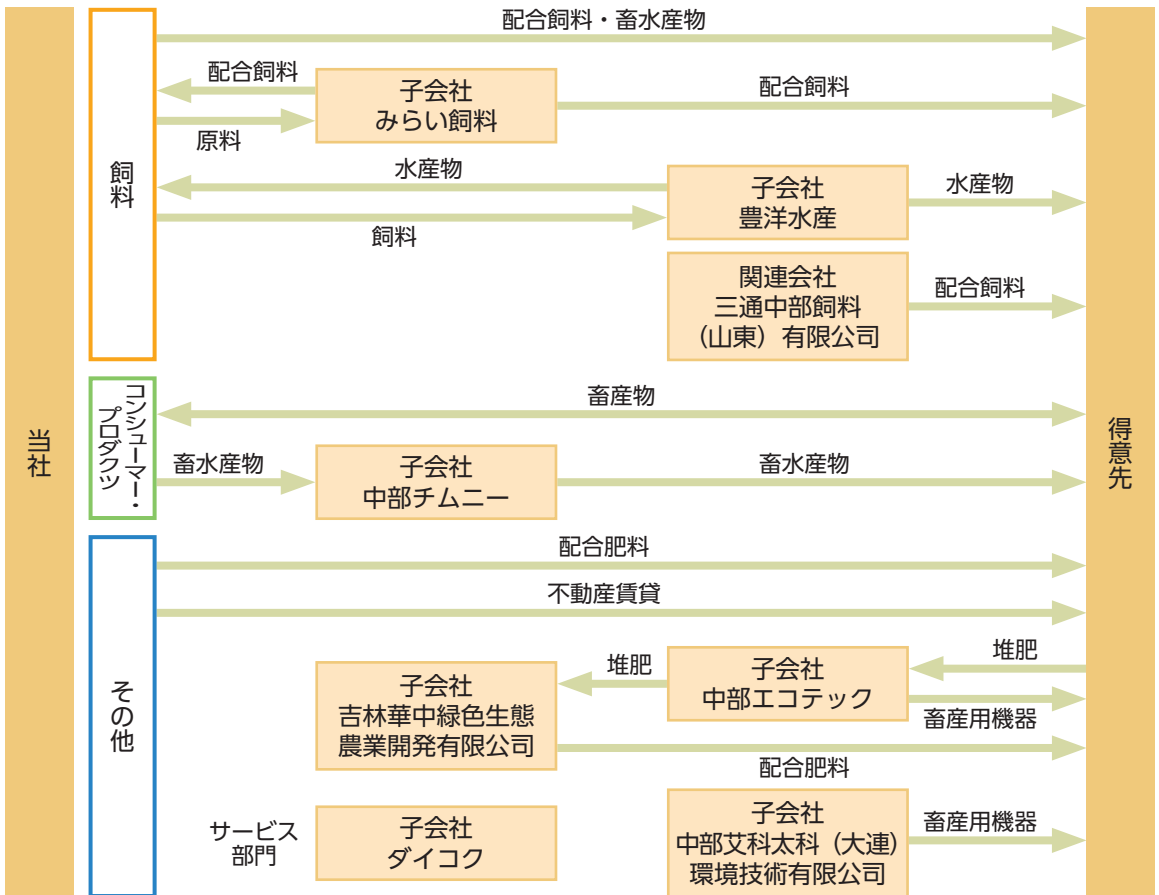 当社
飼料
配合飼料・畜水産物
配合飼料
原料
子会社
みらい飼料
配合飼料
水産物
飼料
子会社
豊洋水産
水産物
関連会社
三通中部飼料
（山東）有限公司
配合飼料
コンシューマー・
プロダクツ
畜産物
畜水産物
子会社
中部チムニー
畜水産物
その他
配合肥料
不動産賃貸
子会社
吉林華中緑色生態
農業開発有限公司
堆肥
子会社
中部エコテック
堆肥
畜産用機器
配合肥料
サービス
部門
子会社
ダイコク
子会社
中部艾科太科（大連）
環境技術有限公司
畜産用機器
得意先